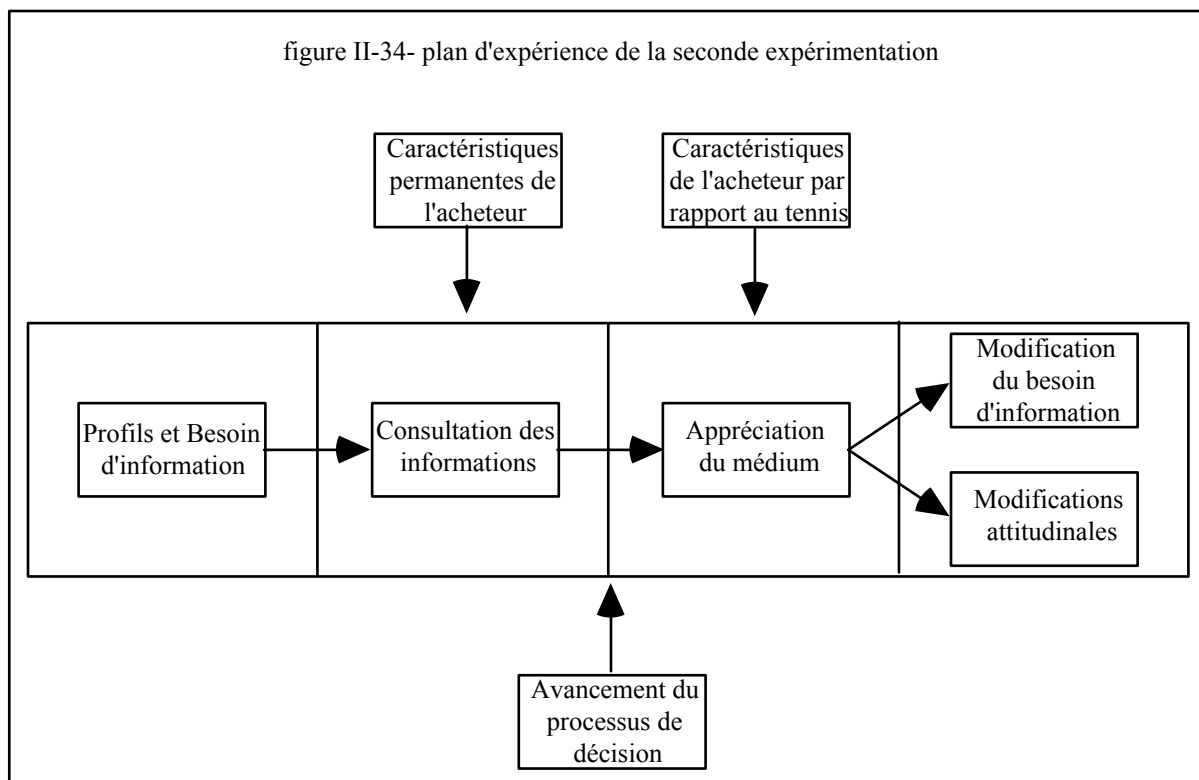 figure II-34- plan d'expérience de la seconde expérimentation
Caractéristiques
permanentes de
l'acheteur
Caractéristiques
de l'acheteur par
rapport au tennis
Profils et Besoin
d'information
Consultation des
informations
Appréciation
du médium
Modification
du besoin
d'information
Modifications
attitudinales
Avancement du
processus de
décision